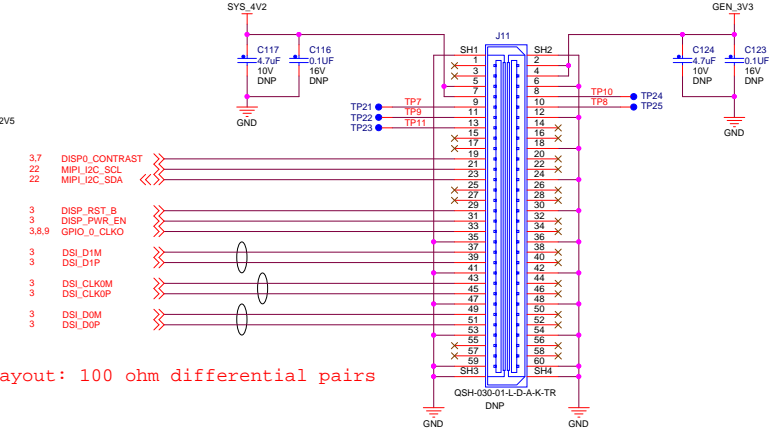 SYS_4V2
GEN_3V3
J11
C117
4.7uF
10V
DNP
C116
0.1UF
16V
DNP
C124
4.7uF
10V
DNP
C123
0.1UF
16V
DNP
GND
GND
2V5
SH1 SH2
1 2
3 4
5 6
7 8
9 10
11 12
13 14
15 16
17 18
19 20
21 22
23 24
25 26
27 28
29 30
31 32
33 34
35 36
37 38
39 40
41 42
43 44
45 46
47 48
49 50
51 52
53 54
55 56
57 58
59 60
SH3 SH4
TP21 TP7
TP22 TP9
TP23 TP11
TP10 TP24
TP8 TP25
3,7 DISP0_CONTRAST
22 MIPI_I2C_SCL
22 MIPI_I2C_SDA
3 DISP_RST_B
3 DISP_PWR_EN
3,8,9 GPIO_0_CLKO
3 DSI_D1M
3 DSI_D1P
3 DSI_CLK0M
3 DSI_CLK0P
3 DSI_D0M
3 DSI_D0P
ayout: 100 ohm differential pairs
QSH-030-01-L-D-A-K-TR
DNP
GND
GND